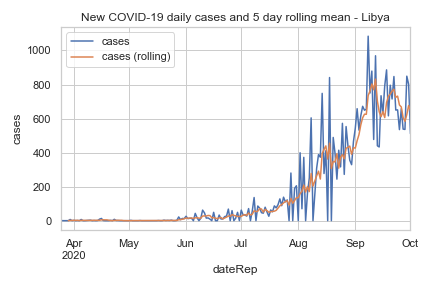 New COVID-19 daily cases and 5 day rolling mean - Libya
cases
cases (rolling)
1000
800
600
400
200
0
cases
Apr
2020
May
Jun
Jul
Aug
Sep
Oct
dateRep